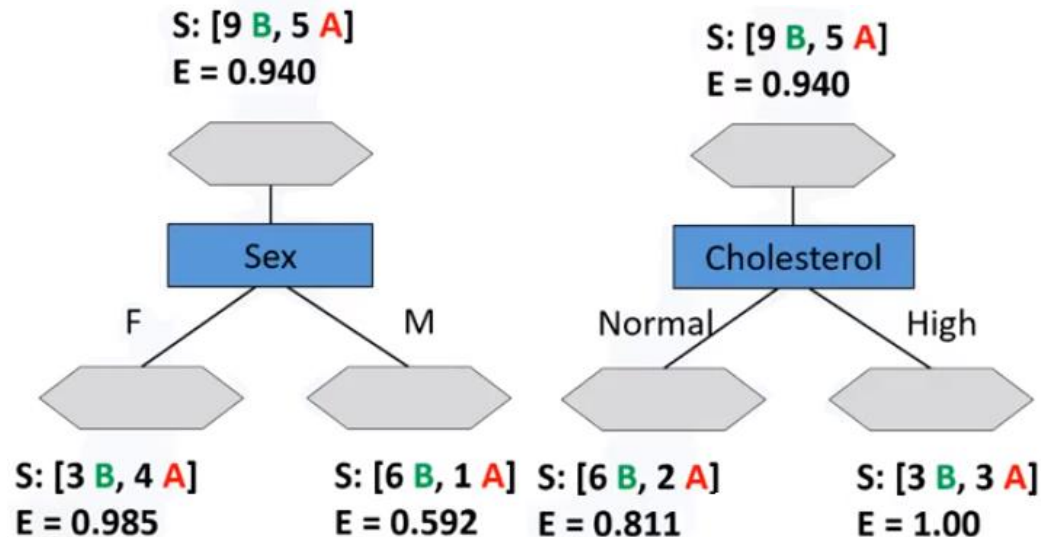 S: [9 B, 5 A]
E = 0.940
Sex
F
M
S: [3 B, 4 A]
E = 0.985
S: [6 B, 1 A]
E = 0.592
S: [9 B, 5 A]
E = 0.940
Cholesterol
Normal
High
S: [6 B, 2 A]
E = 0.811
S: [3 B, 3 A]
E = 1.00